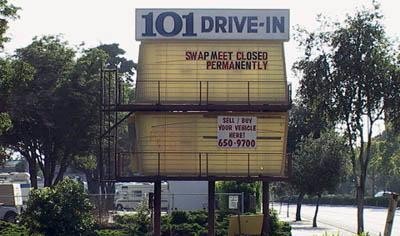 101 DRIVE-IN
SWAP MEET CLOSED
PERMANENTLY
SELL / BUY
YOUR VEHICLE
HERE!
650-9700